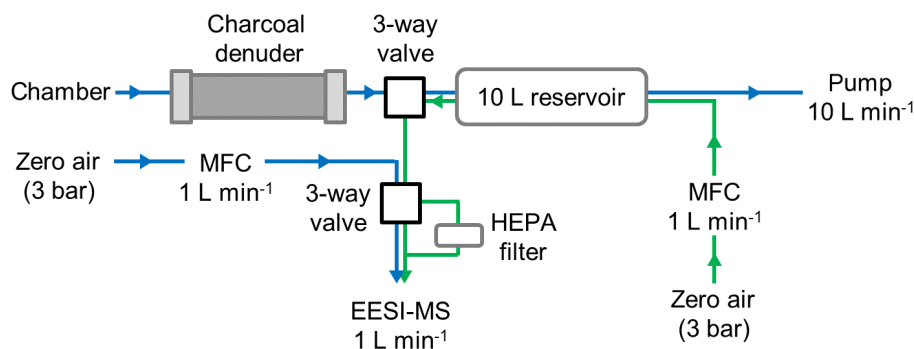 Charcoal
denuder
3-way
valve
Chamber
10 L reservoir
Pump
10 L min⁻¹
Zero air
(3 bar)
MFC
1 L min⁻¹
3-way
valve
HEPA
filter
MFC
1 L min⁻¹
EESI-MS
1 L min⁻¹
Zero air
(3 bar)